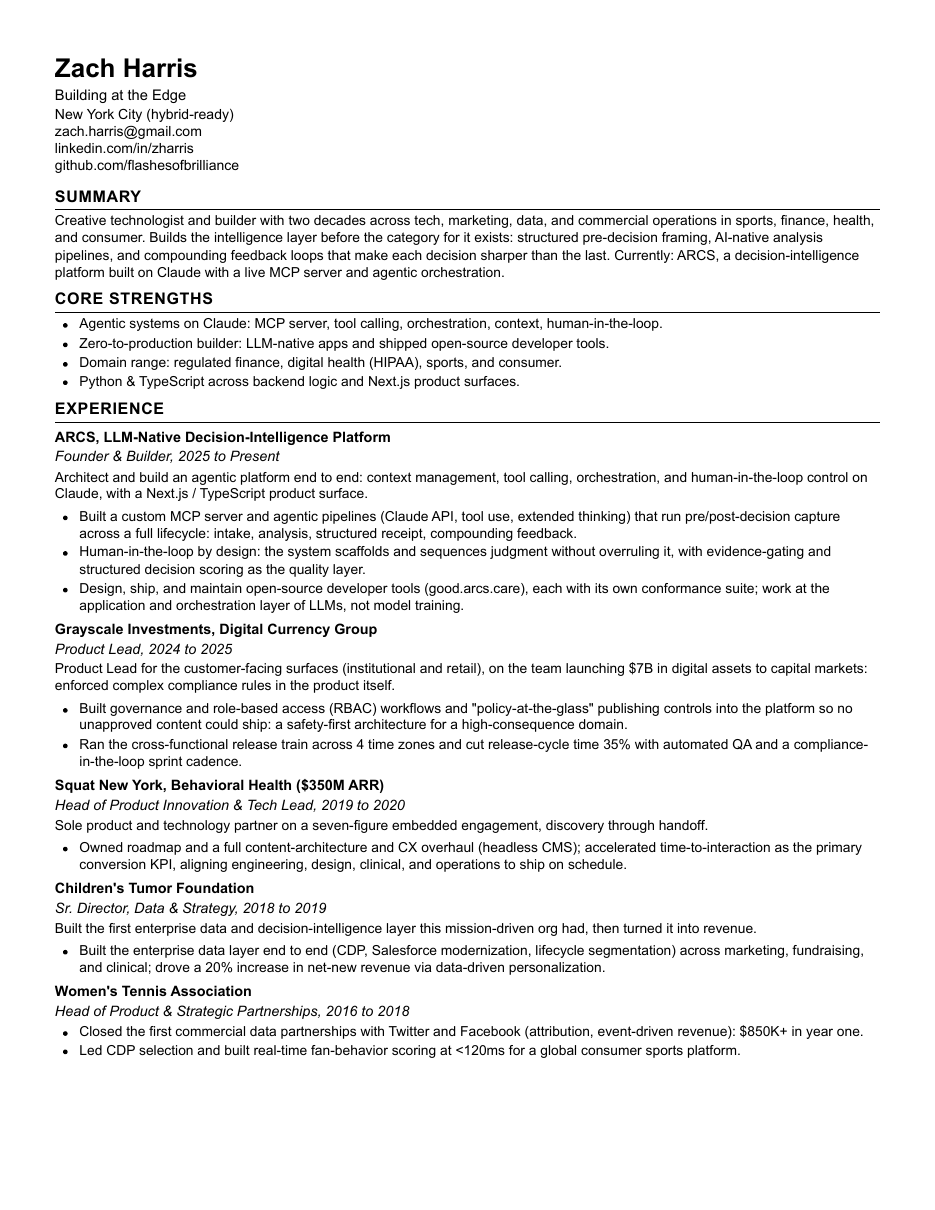 Zach Harris
Building at the Edge
New York City (hybrid-ready)
zach.harris@gmail.com
linkedin.com/in/zharris
github.com/flashesofbrilliance
SUMMARY
Creative technologist and builder with two decades across tech, marketing, data, and commercial operations in sports, finance, health,
and consumer. Builds the intelligence layer before the category for it exists: structured pre-decision framing, AI-native analysis
pipelines, and compounding feedback loops that make each decision sharper than the last. Currently: ARCS, a decision-intelligence
platform built on Claude with a live MCP server and agentic orchestration.
CORE STRENGTHS
• Agentic systems on Claude: MCP server, tool calling, orchestration, context, human-in-the-loop.
• Zero-to-production builder: LLM-native apps and shipped open-source developer tools.
• Domain range: regulated finance, digital health (HIPAA), sports, and consumer.
• Python & TypeScript across backend logic and Next.js product surfaces.
EXPERIENCE
ARCS, LLM-Native Decision-Intelligence Platform
Founder & Builder, 2025 to Present
Architect and build an agentic platform end to end: context management, tool calling, orchestration, and human-in-the-loop control on
Claude, with a Next.js / TypeScript product surface.
• Built a custom MCP server and agentic pipelines (Claude API, tool use, extended thinking) that run pre/post-decision capture
across a full lifecycle: intake, analysis, structured receipt, compounding feedback.
• Human-in-the-loop by design: the system scaffolds and sequences judgment without overruling it, with evidence-gating and
structured decision scoring as the quality layer.
• Design, ship, and maintain open-source developer tools (good.arcs.care), each with its own conformance suite; work at the
application and orchestration layer of LLMs, not model training.
Grayscale Investments, Digital Currency Group
Product Lead, 2024 to 2025
Product Lead for the customer-facing surfaces (institutional and retail), on the team launching $7B in digital assets to capital markets:
enforced complex compliance rules in the product itself.
• Built governance and role-based access (RBAC) workflows and "policy-at-the-glass" publishing controls into the platform so no
unapproved content could ship: a safety-first architecture for a high-consequence domain.
• Ran the cross-functional release train across 4 time zones and cut release-cycle time 35% with automated QA and a compliance-
in-the-loop sprint cadence.
Squat New York, Behavioral Health ($350M ARR)
Head of Product Innovation & Tech Lead, 2019 to 2020
Sole product and technology partner on a seven-figure embedded engagement, discovery through handoff.
• Owned roadmap and a full content-architecture and CX overhaul (headless CMS); accelerated time-to-interaction as the primary
conversion KPI, aligning engineering, design, clinical, and operations to ship on schedule.
Children's Tumor Foundation
Sr. Director, Data & Strategy, 2018 to 2019
Built the first enterprise data and decision-intelligence layer this mission-driven org had, then turned it into revenue.
• Built the enterprise data layer end to end (CDP, Salesforce modernization, lifecycle segmentation) across marketing, fundraising,
and clinical; drove a 20% increase in net-new revenue via data-driven personalization.
Women's Tennis Association
Head of Product & Strategic Partnerships, 2016 to 2018
• Closed the first commercial data partnerships with Twitter and Facebook (attribution, event-driven revenue): $850K+ in year one.
• Led CDP selection and built real-time fan-behavior scoring at <120ms for a global consumer sports platform.